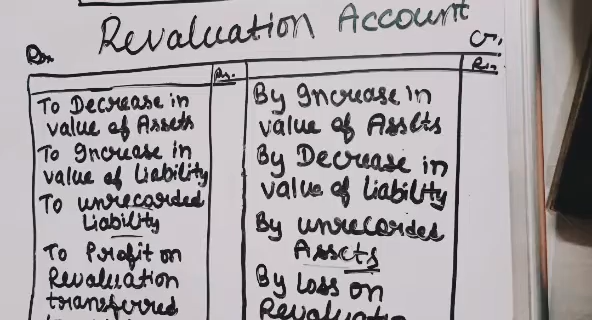 Revaluation Account
Dr.
Cr.
Rs.
Rs.
To Decrease in
value of Assets
To Increase in
value of Liability
To unrecorded
Liability
To Profit on
Revaluation
transferred
By Increase in
value of Assets
By Decrease in
value of Liability
By unrecorded
Assets
By Loss on